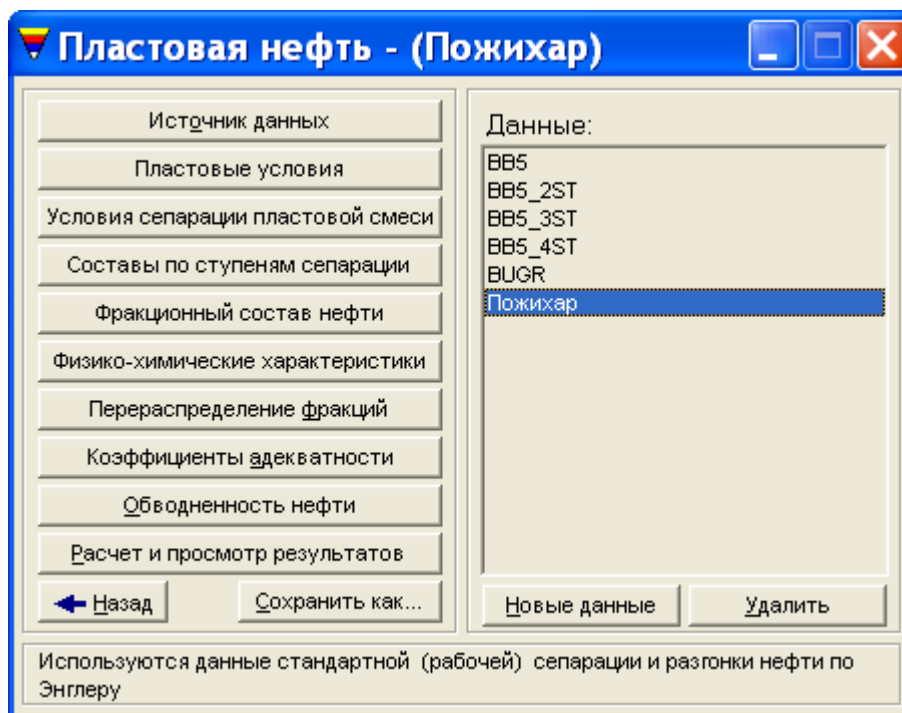 Пластовая нефть - (Пожихар)
Источник данных
Пластовые условия
Условия сепарации пластовой смеси
Составы по ступеням сепарации
Фракционный состав нефти
Физико-химические характеристики
Перераспределение фракций
Коэффициенты адекватности
Обводненность нефти
Расчет и просмотр результатов
Назад
Сохранить как...
Данные:
BB5
BB5_2ST
BB5_3ST
BB5_4ST
BUGR
Пожихар
Новые данные
Удалить
Используются данные стандартной (рабочей) сепарации и разгонки нефти по
Энглеру